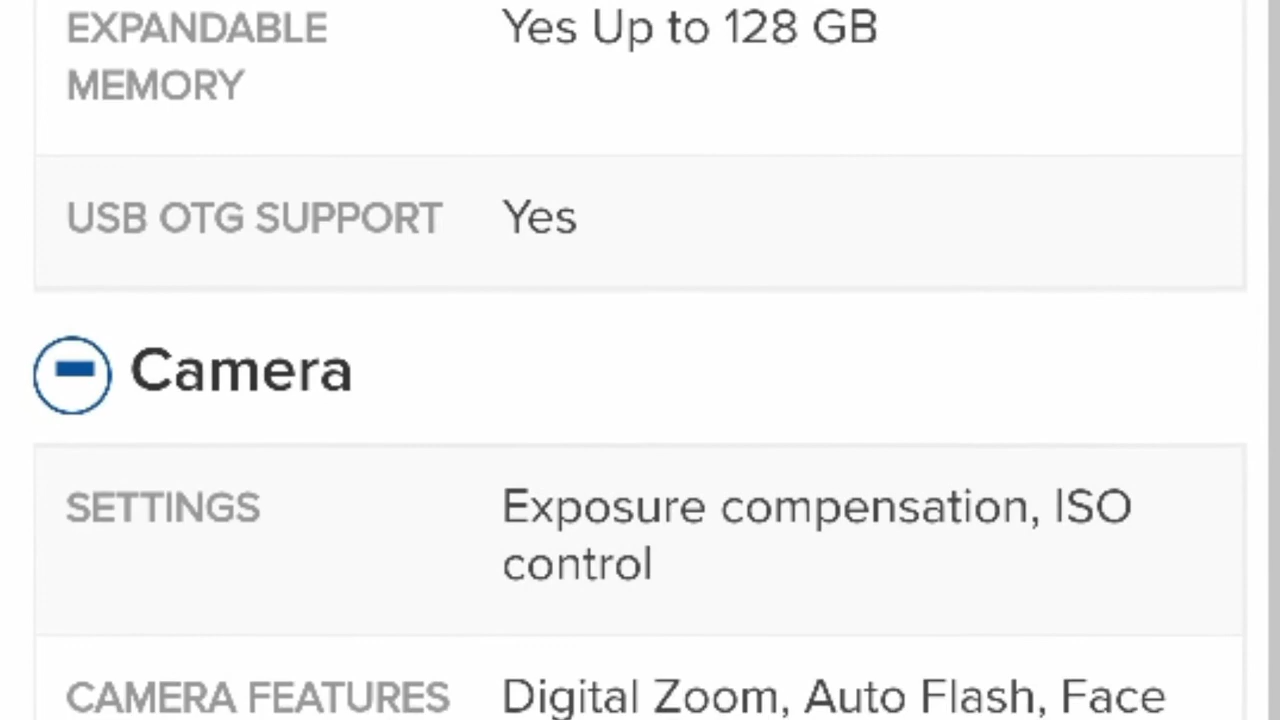 EXPANDABLE MEMORY
Yes Up to 128 GB
USB OTG SUPPORT
Yes
Camera
SETTINGS
Exposure compensation, ISO
control
CAMERA FEATURES
Digital Zoom, Auto Flash, Face